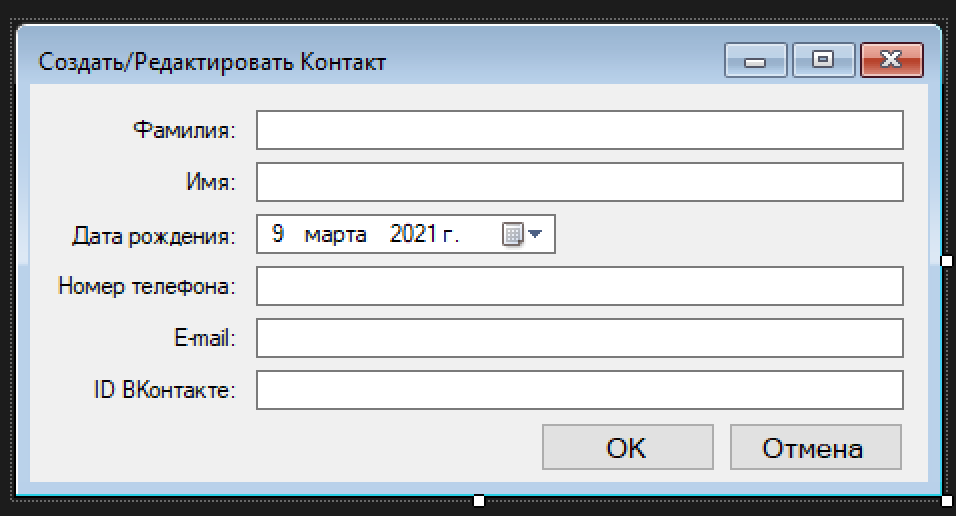 Создать/Редактировать Контакт
Фамилия:
Имя:
Дата рождения: 9 марта 2021 г.
Номер телефона:
E-mail:
ID ВКонтакте:
OK Отмена